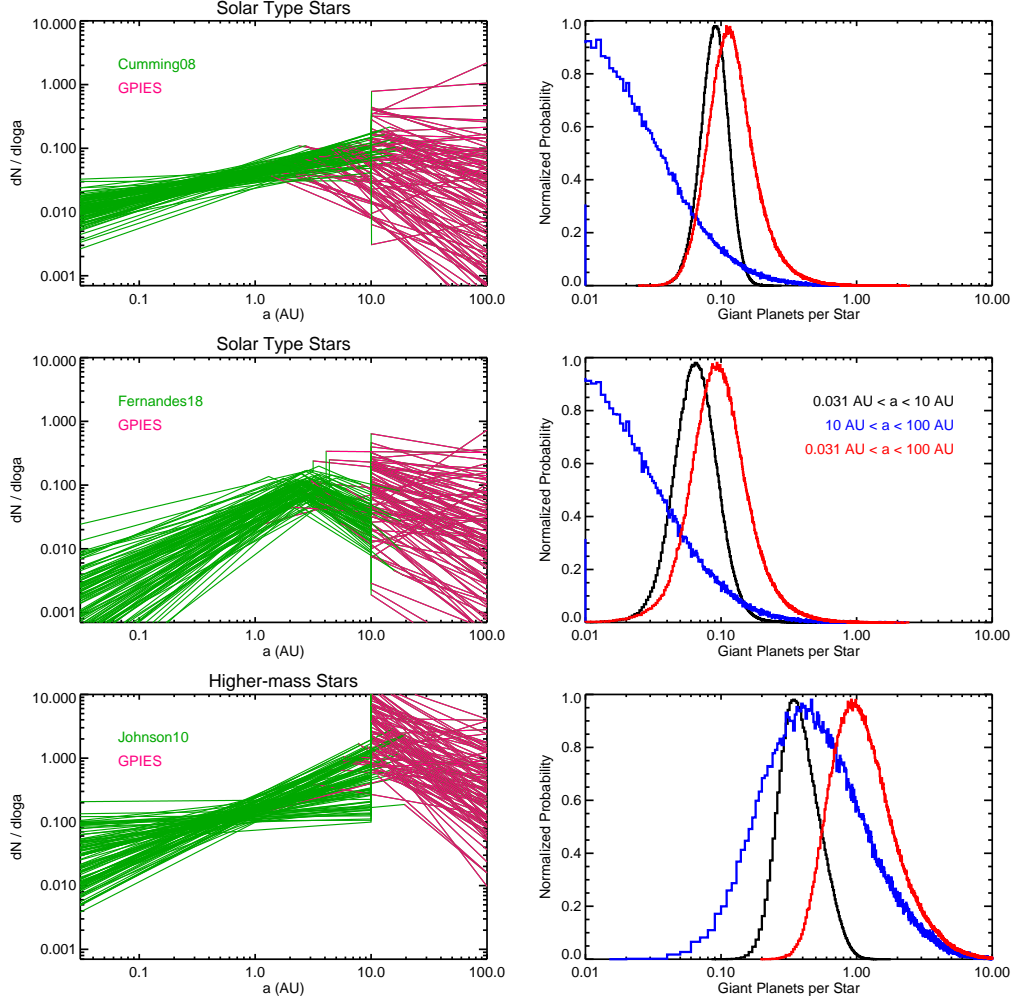 Solar Type Stars
10.000
1.000
0.100
0.010
0.001
dN / dloga
Cumming08
GPIES
0.1
1.0
10.0
100.0
a (AU)
1.0
0.8
0.6
0.4
0.2
0.0
Normalized Probability
0.01
0.10
1.00
10.00
Giant Planets per Star
Solar Type Stars
10.000
1.000
0.100
0.010
0.001
dN / dloga
Fernandes18
GPIES
0.1
1.0
10.0
100.0
a (AU)
1.0
0.8
0.6
0.4
0.2
0.0
Normalized Probability
0.031 AU < a < 10 AU
10 AU < a < 100 AU
0.031 AU < a < 100 AU
0.01
0.10
1.00
10.00
Giant Planets per Star
Higher-mass Stars
10.000
1.000
0.100
0.010
0.001
dN / dloga
Johnson10
GPIES
0.1
1.0
10.0
100.0
a (AU)
1.0
0.8
0.6
0.4
0.2
0.0
Normalized Probability
0.01
0.10
1.00
10.00
Giant Planets per Star